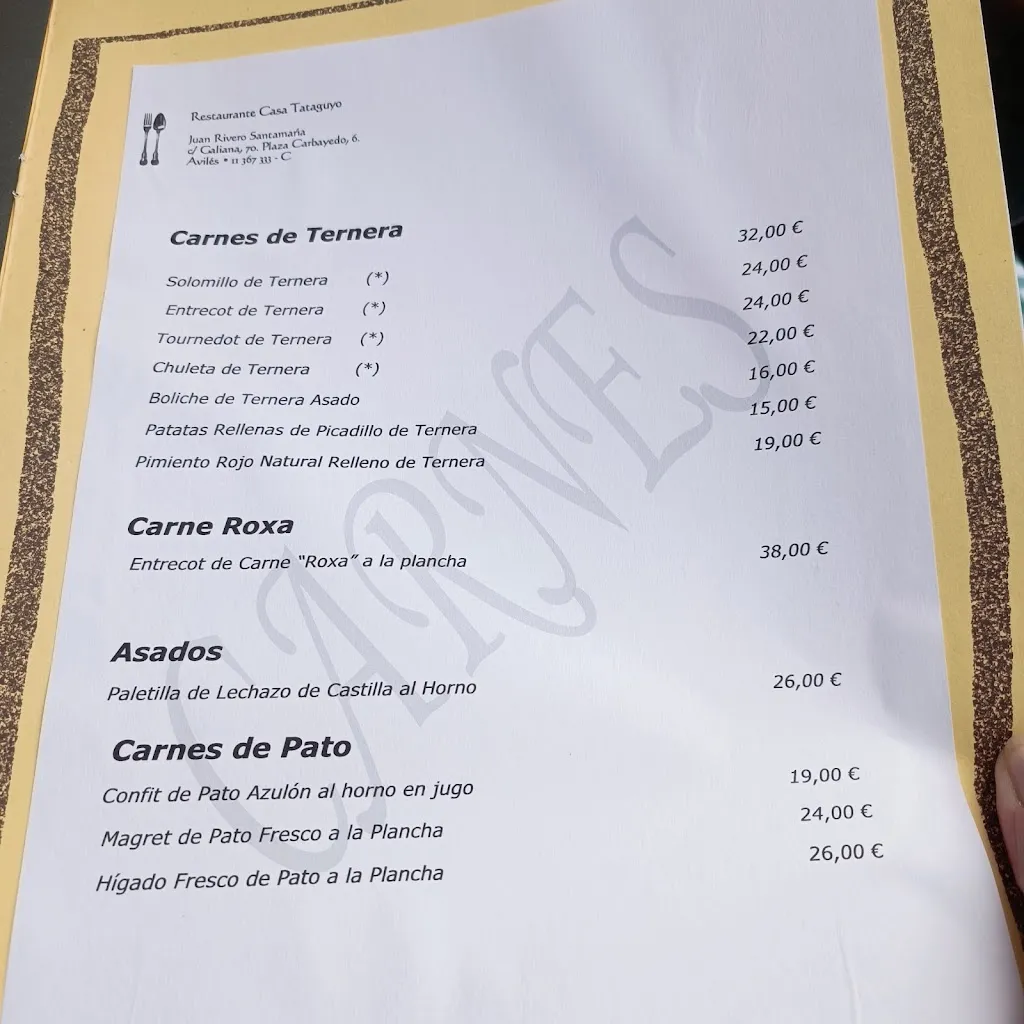 Restaurante Casa Tataguyo
Juan Rivero Santamaría
c/ Galiana, 70. Plaza Carbayedo, 6.
Avilés • 11 367 333 - C
CARNES
Carnes de Ternera
Solomillo de Ternera (*) 32,00 €
Entrecot de Ternera (*) 24,00 €
Tournedot de Ternera (*) 24,00 €
Chuleta de Ternera (*) 22,00 €
Boliche de Ternera Asado 16,00 €
Patatas Rellenas de Picadillo de Ternera 15,00 €
Pimiento Rojo Natural Relleno de Ternera 19,00 €
Carne Roxa
Entrecot de Carne “Roxa” a la plancha 38,00 €
Asados
Paletilla de Lechazo de Castilla al Horno 26,00 €
Carnes de Pato
Confit de Pato Azulón al horno en jugo 19,00 €
Magret de Pato Fresco a la Plancha 24,00 €
Hígado Fresco de Pato a la Plancha 26,00 €